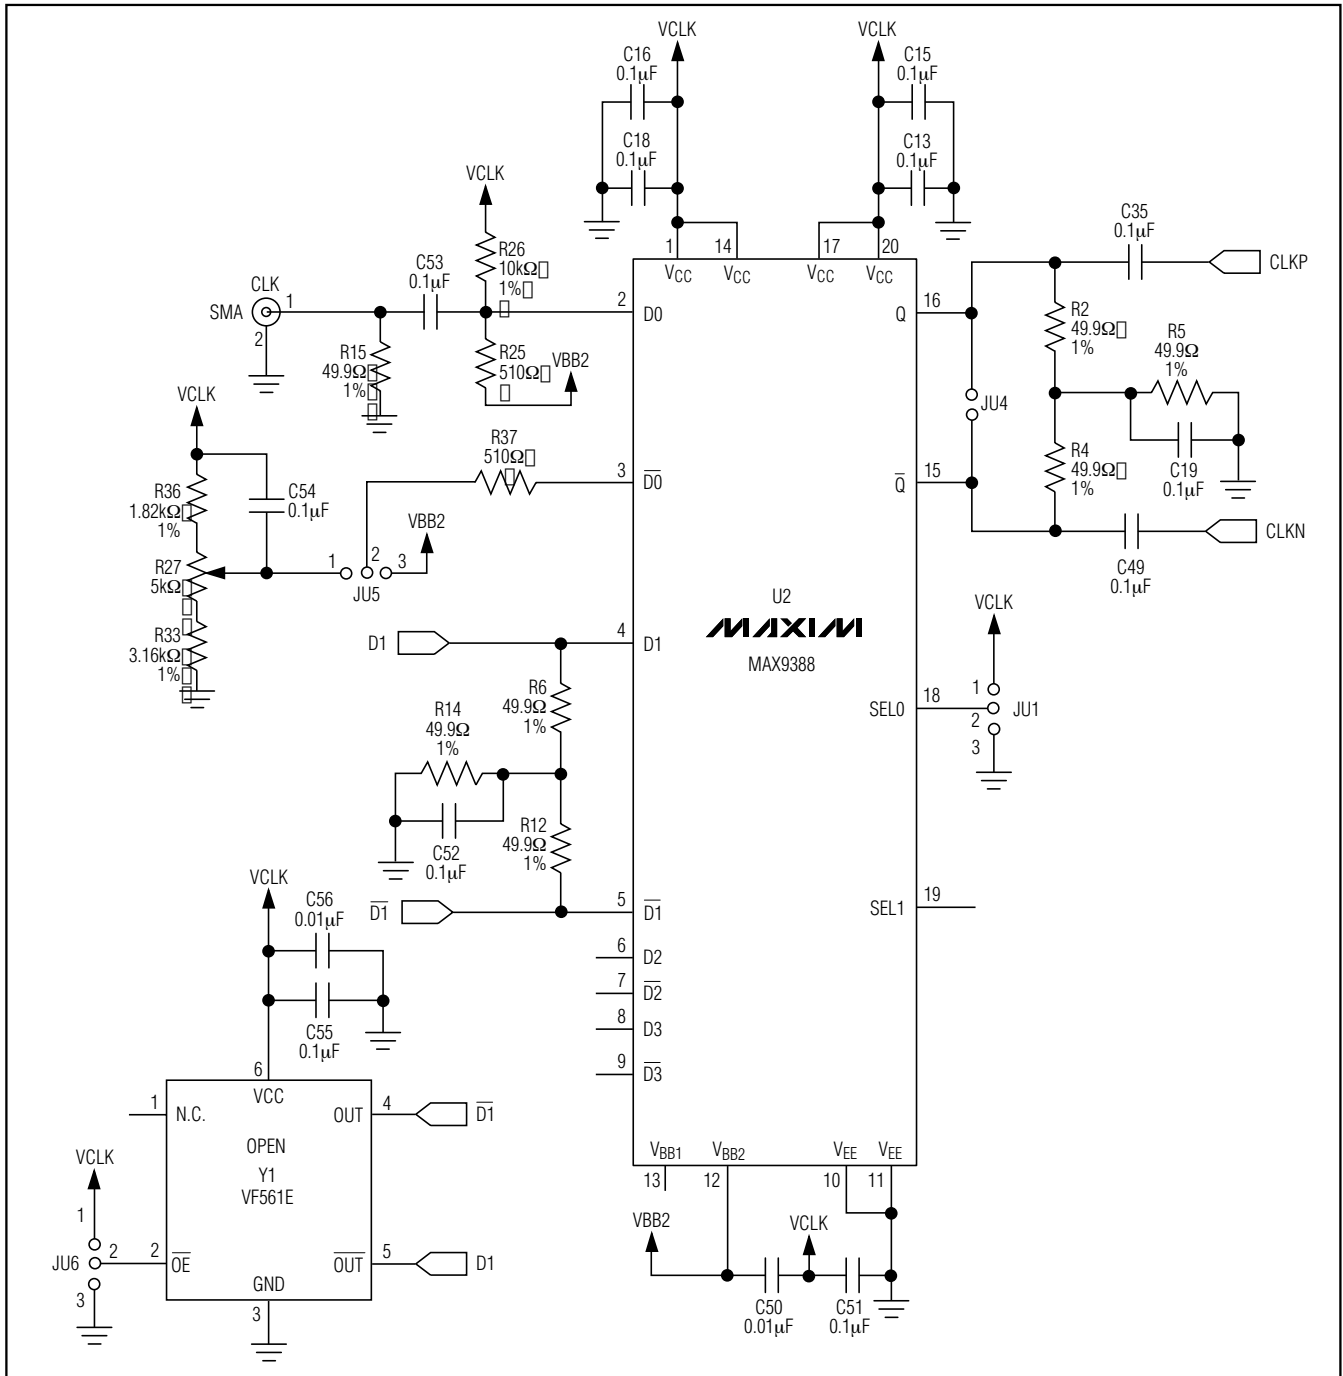 VCLK
C16
0.1µF
C18
0.1µF
VCLK
C15
0.1µF
C13
0.1µF
VCLK
R26
10kΩ
1%
C53
0.1µF
CLK
SMA
1
2
R15
49.9Ω
1%
R25
510Ω
VBB2
1
14
17
20
VCC
VCC
VCC
VCC
2
D0
16
Q
C35
0.1µF
CLKP
R2
49.9Ω
1%
R5
49.9Ω
1%
JU4
R4
49.9Ω
1%
C19
0.1µF
15
Q̅
CLKN
C49
0.1µF
VCLK
R36
1.82kΩ
1%
C54
0.1µF
R27
5kΩ
R33
3.16kΩ
1%
R37
510Ω
3
D̅0̅
VBB2
1
2
3
JU5
U2
MAXIM
MAX9388
D1
4
D1
R6
49.9Ω
1%
R14
49.9Ω
1%
C52
0.1µF
R12
49.9Ω
1%
VCLK
SEL0
18
1
2
3
JU1
D̅1̅
5
D̅1̅
SEL1
19
6
D2
7
D̅2̅
8
D3
9
D̅3̅
VCLK
C56
0.01µF
C55
0.1µF
6
VCC
1
N.C.
OUT
4
D̅1̅
OPEN
Y1
VF561E
VCLK
1
JU6
2
3
2
O̅E̅
O̅U̅T̅
5
D1
GND
3
VBB1
VBB2
VEE
VEE
13
12
10
11
VBB2
VCLK
C50
0.01µF
C51
0.1µF